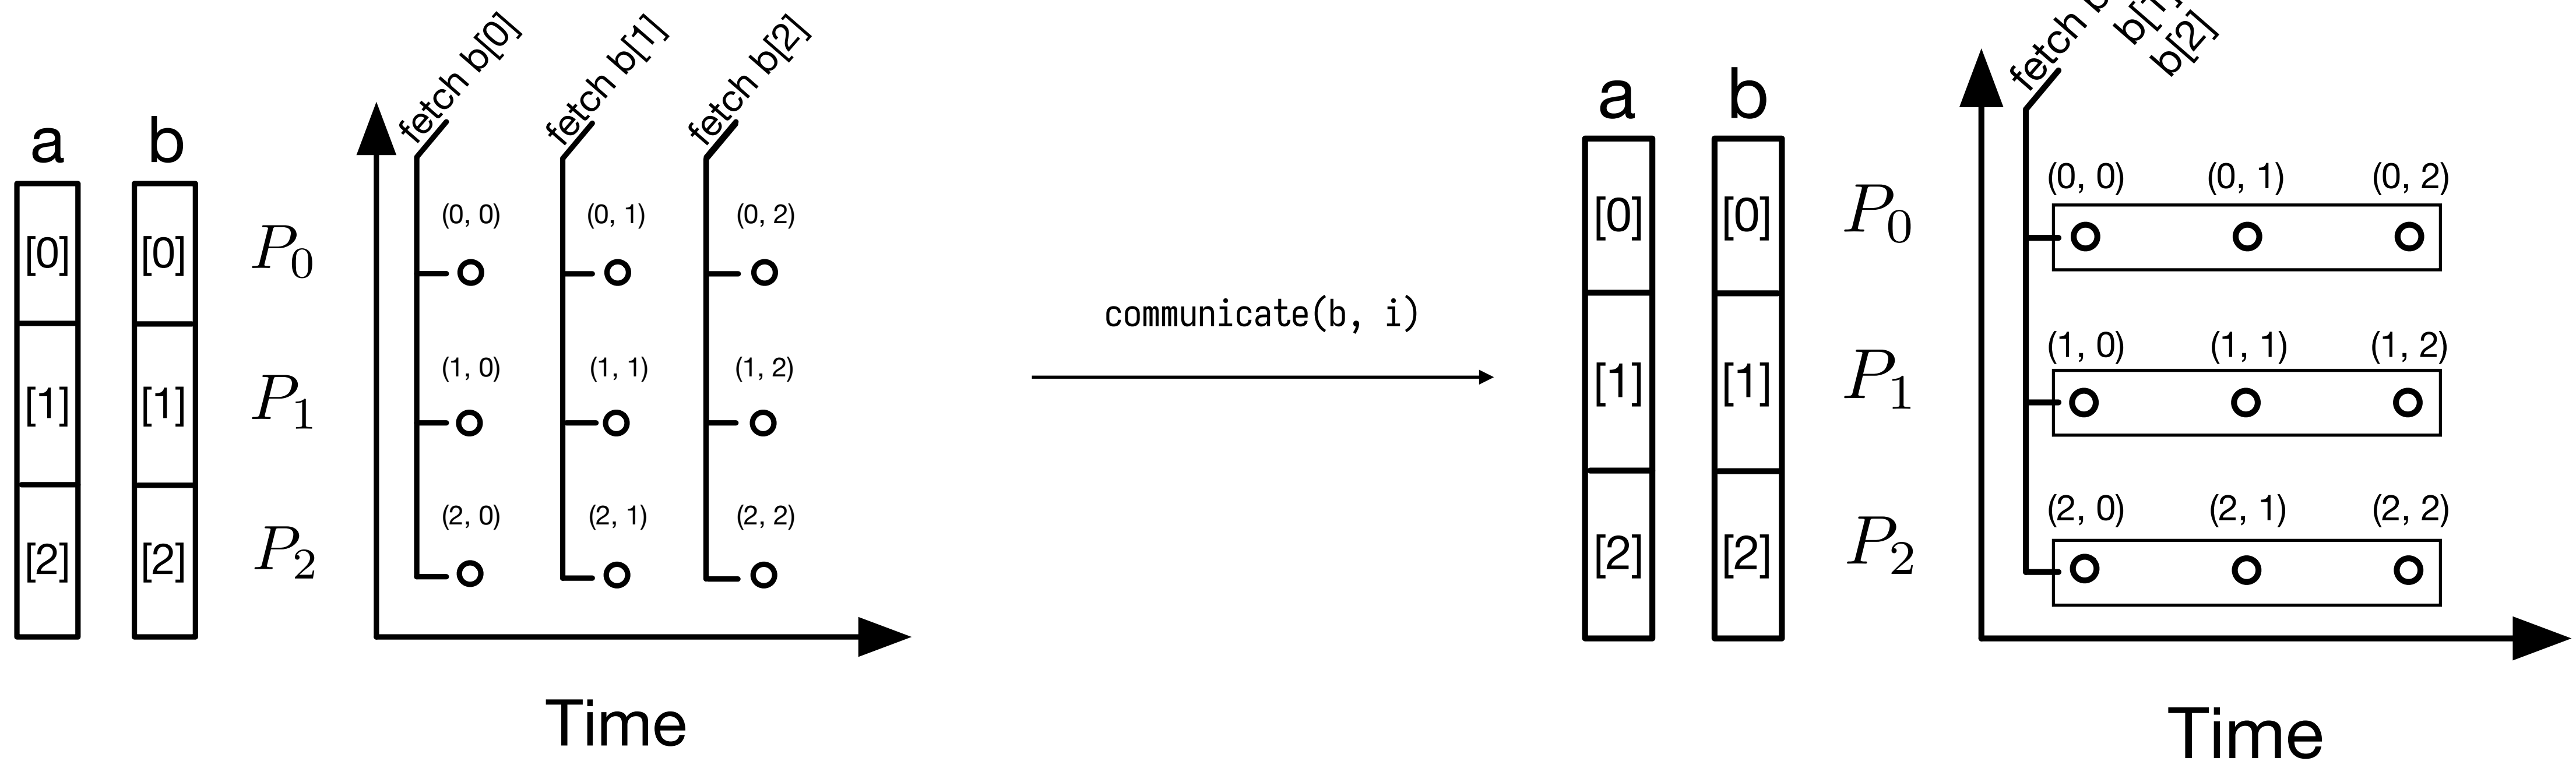 fetch b[0]
fetch b[1]
fetch b[2]
a b
[0] [0]
[1] [1]
[2] [2]
P0
P1
P2
(0, 0) (0, 1) (0, 2)
(1, 0) (1, 1) (1, 2)
(2, 0) (2, 1) (2, 2)
Time
communicate(b, i)
a b
[0] [0]
[1] [1]
[2] [2]
P0
P1
P2
fetch
b[1]
b[2]
(0, 0) (0, 1) (0, 2)
(1, 0) (1, 1) (1, 2)
(2, 0) (2, 1) (2, 2)
Time